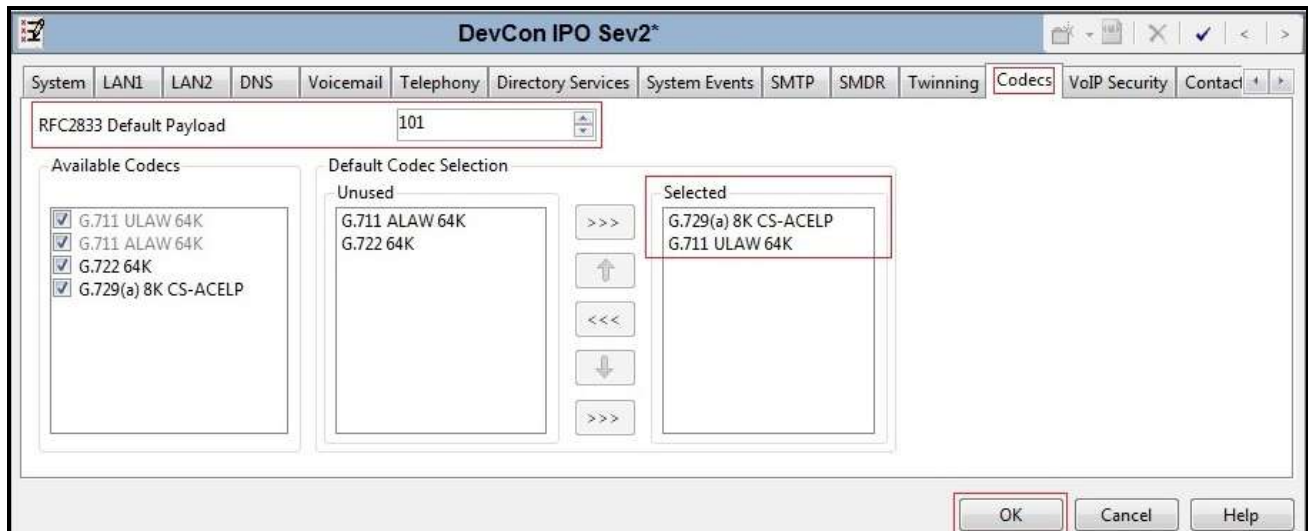 DevCon IPO Sev2*
System LAN1 LAN2 DNS Voicemail Telephony Directory Services System Events SMTP SMDR Twinning Codecs VoIP Security Contact
RFC2833 Default Payload 101
Available Codecs
G.711 ULAW 64K
G.711 ALAW 64K
G.722 64K
G.729(a) 8K CS-ACELP
Default Codec Selection
Unused
G.711 ALAW 64K
G.722 64K
>>>
<<<
>>>
Selected
G.729(a) 8K CS-ACELP
G.711 ULAW 64K
OK Cancel Help